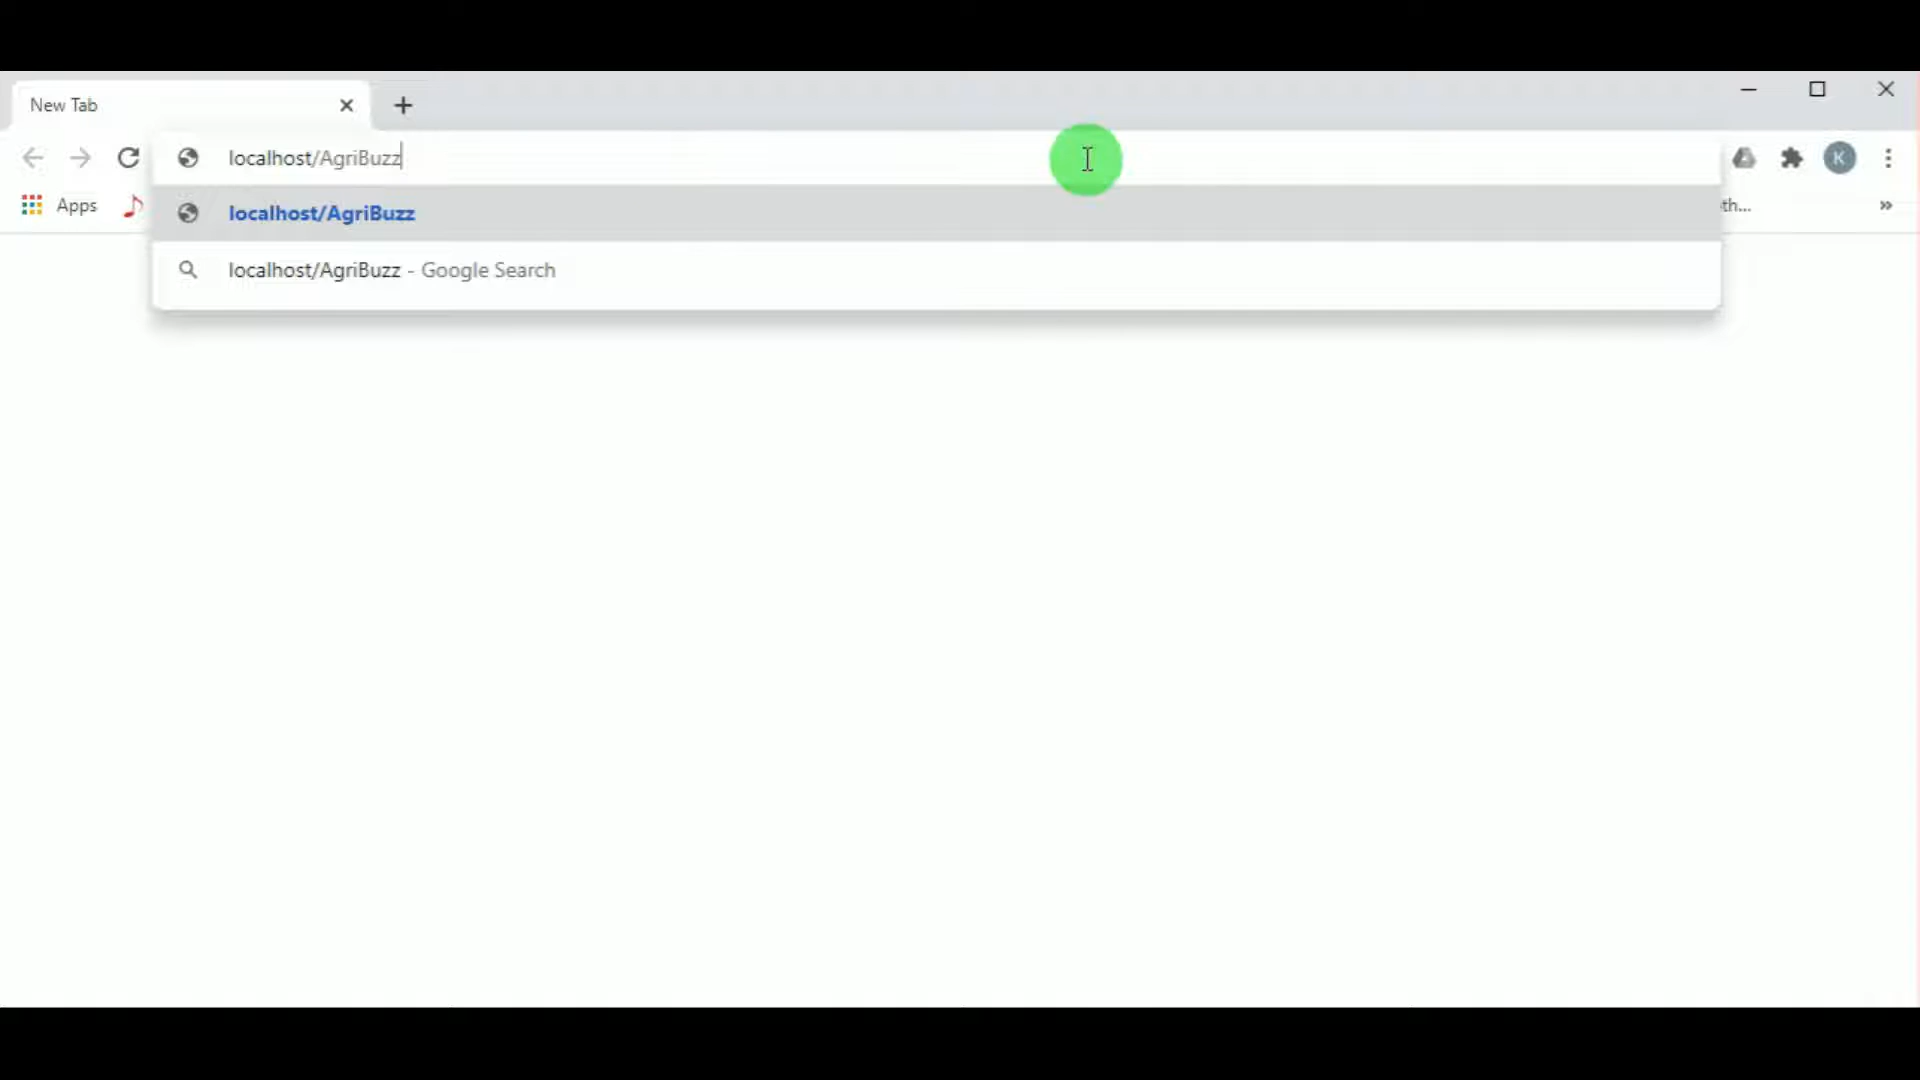 New Tab
localhost/AgriBuzz
Apps
localhost/AgriBuzz
th...
localhost/AgriBuzz - Google Search
K